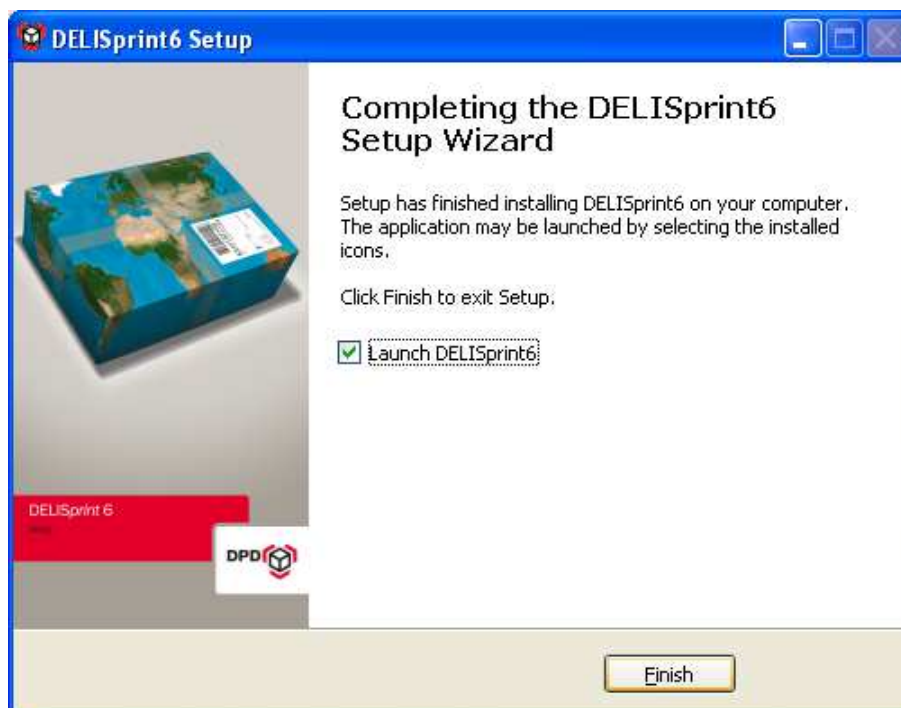 DELISprint6 Setup
Completing the DELISprint6
Setup Wizard
Setup has finished installing DELISprint6 on your computer.
The application may be launched by selecting the installed
icons.
Click Finish to exit Setup.
Launch DELISprint6
DELISprint 6
DPD
Finish